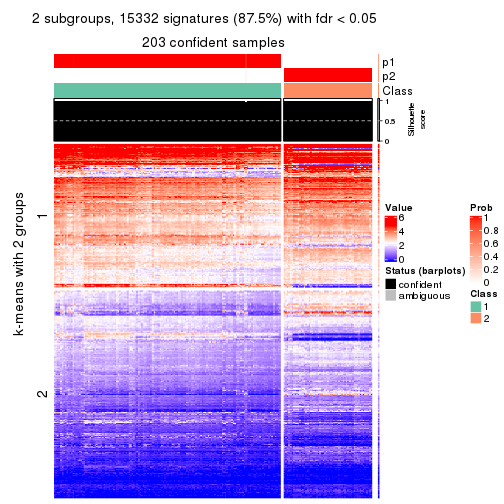 2 subgroups, 15332 signatures (87.5%) with fdr < 0.05
203 confident samples
p1
p2
Class
1
0.5
0
Silhouette
score
k-means with 2 groups
1
2
Value
6
4
2
0
Status (barplots)
confident
ambiguous
Prob
1
0.8
0.6
0.4
0.2
0
Class
1
2